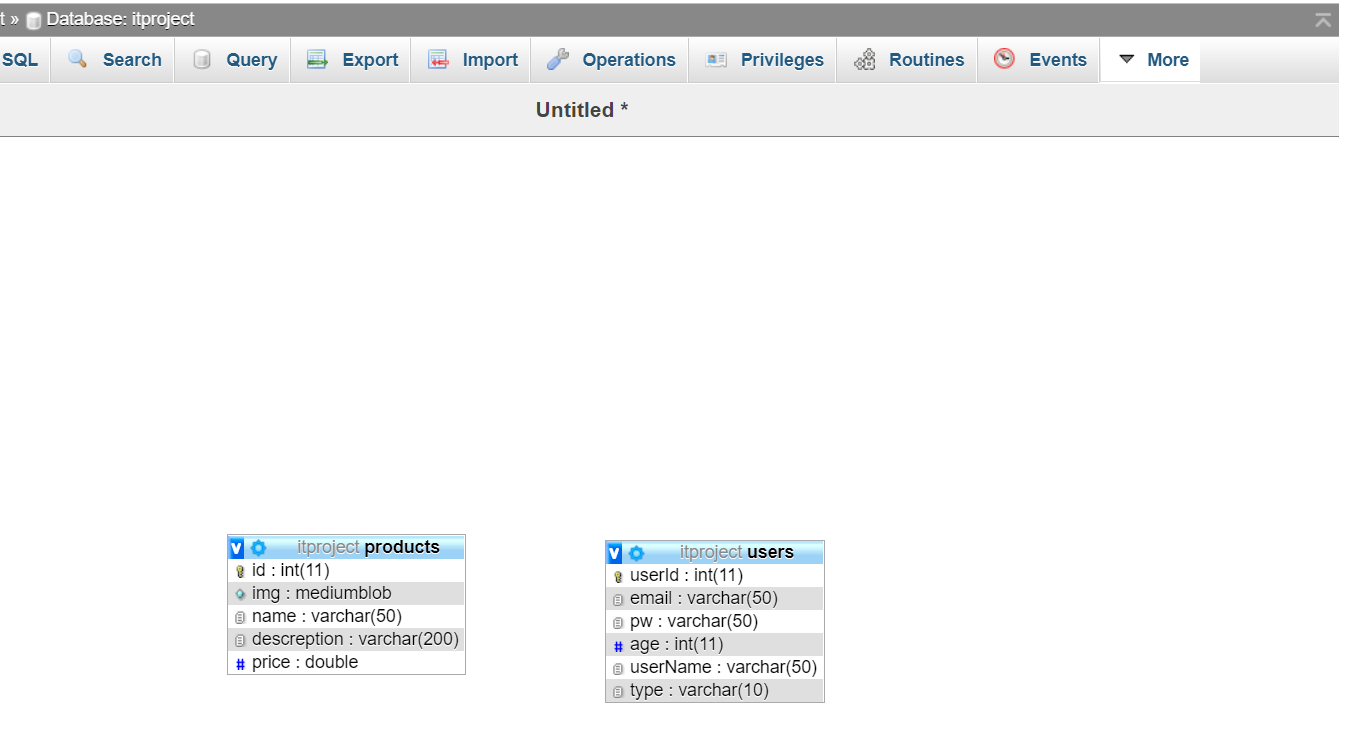 t » Database: itproject
SQL Search Query Export Import Operations Privileges Routines Events More
Untitled *
V itproject products
id : int(11)
img : mediumblob
name : varchar(50)
descreption : varchar(200)
# price : double
V itproject users
userId : int(11)
email : varchar(50)
pw : varchar(50)
# age : int(11)
userName : varchar(50)
type : varchar(10)